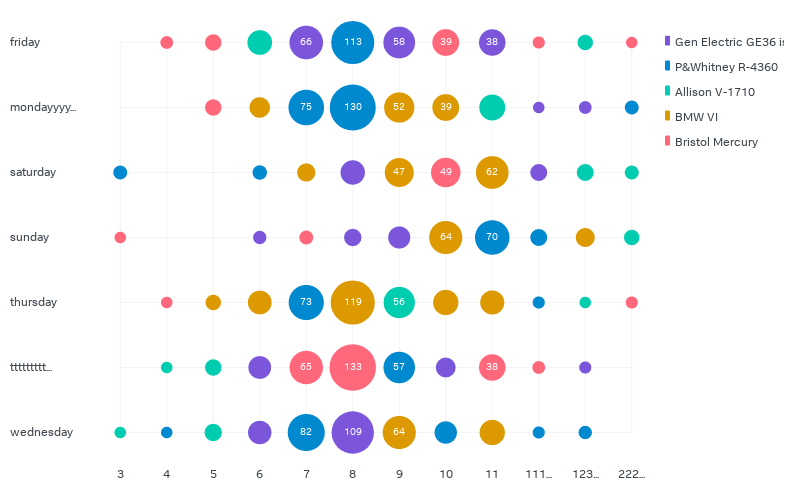 friday 66 113 58 39 38
mondayyyy... 75 130 52 39
saturday 47 49 62
sunday 64 70
thursday 73 119 56
ttttttttt... 65 133 57 38
wednesday 82 109 64
3 4 5 6 7 8 9 10 11 111... 123... 222...
Gen Electric GE36 is
P&Whitney R-4360
Allison V-1710
BMW VI
Bristol Mercury